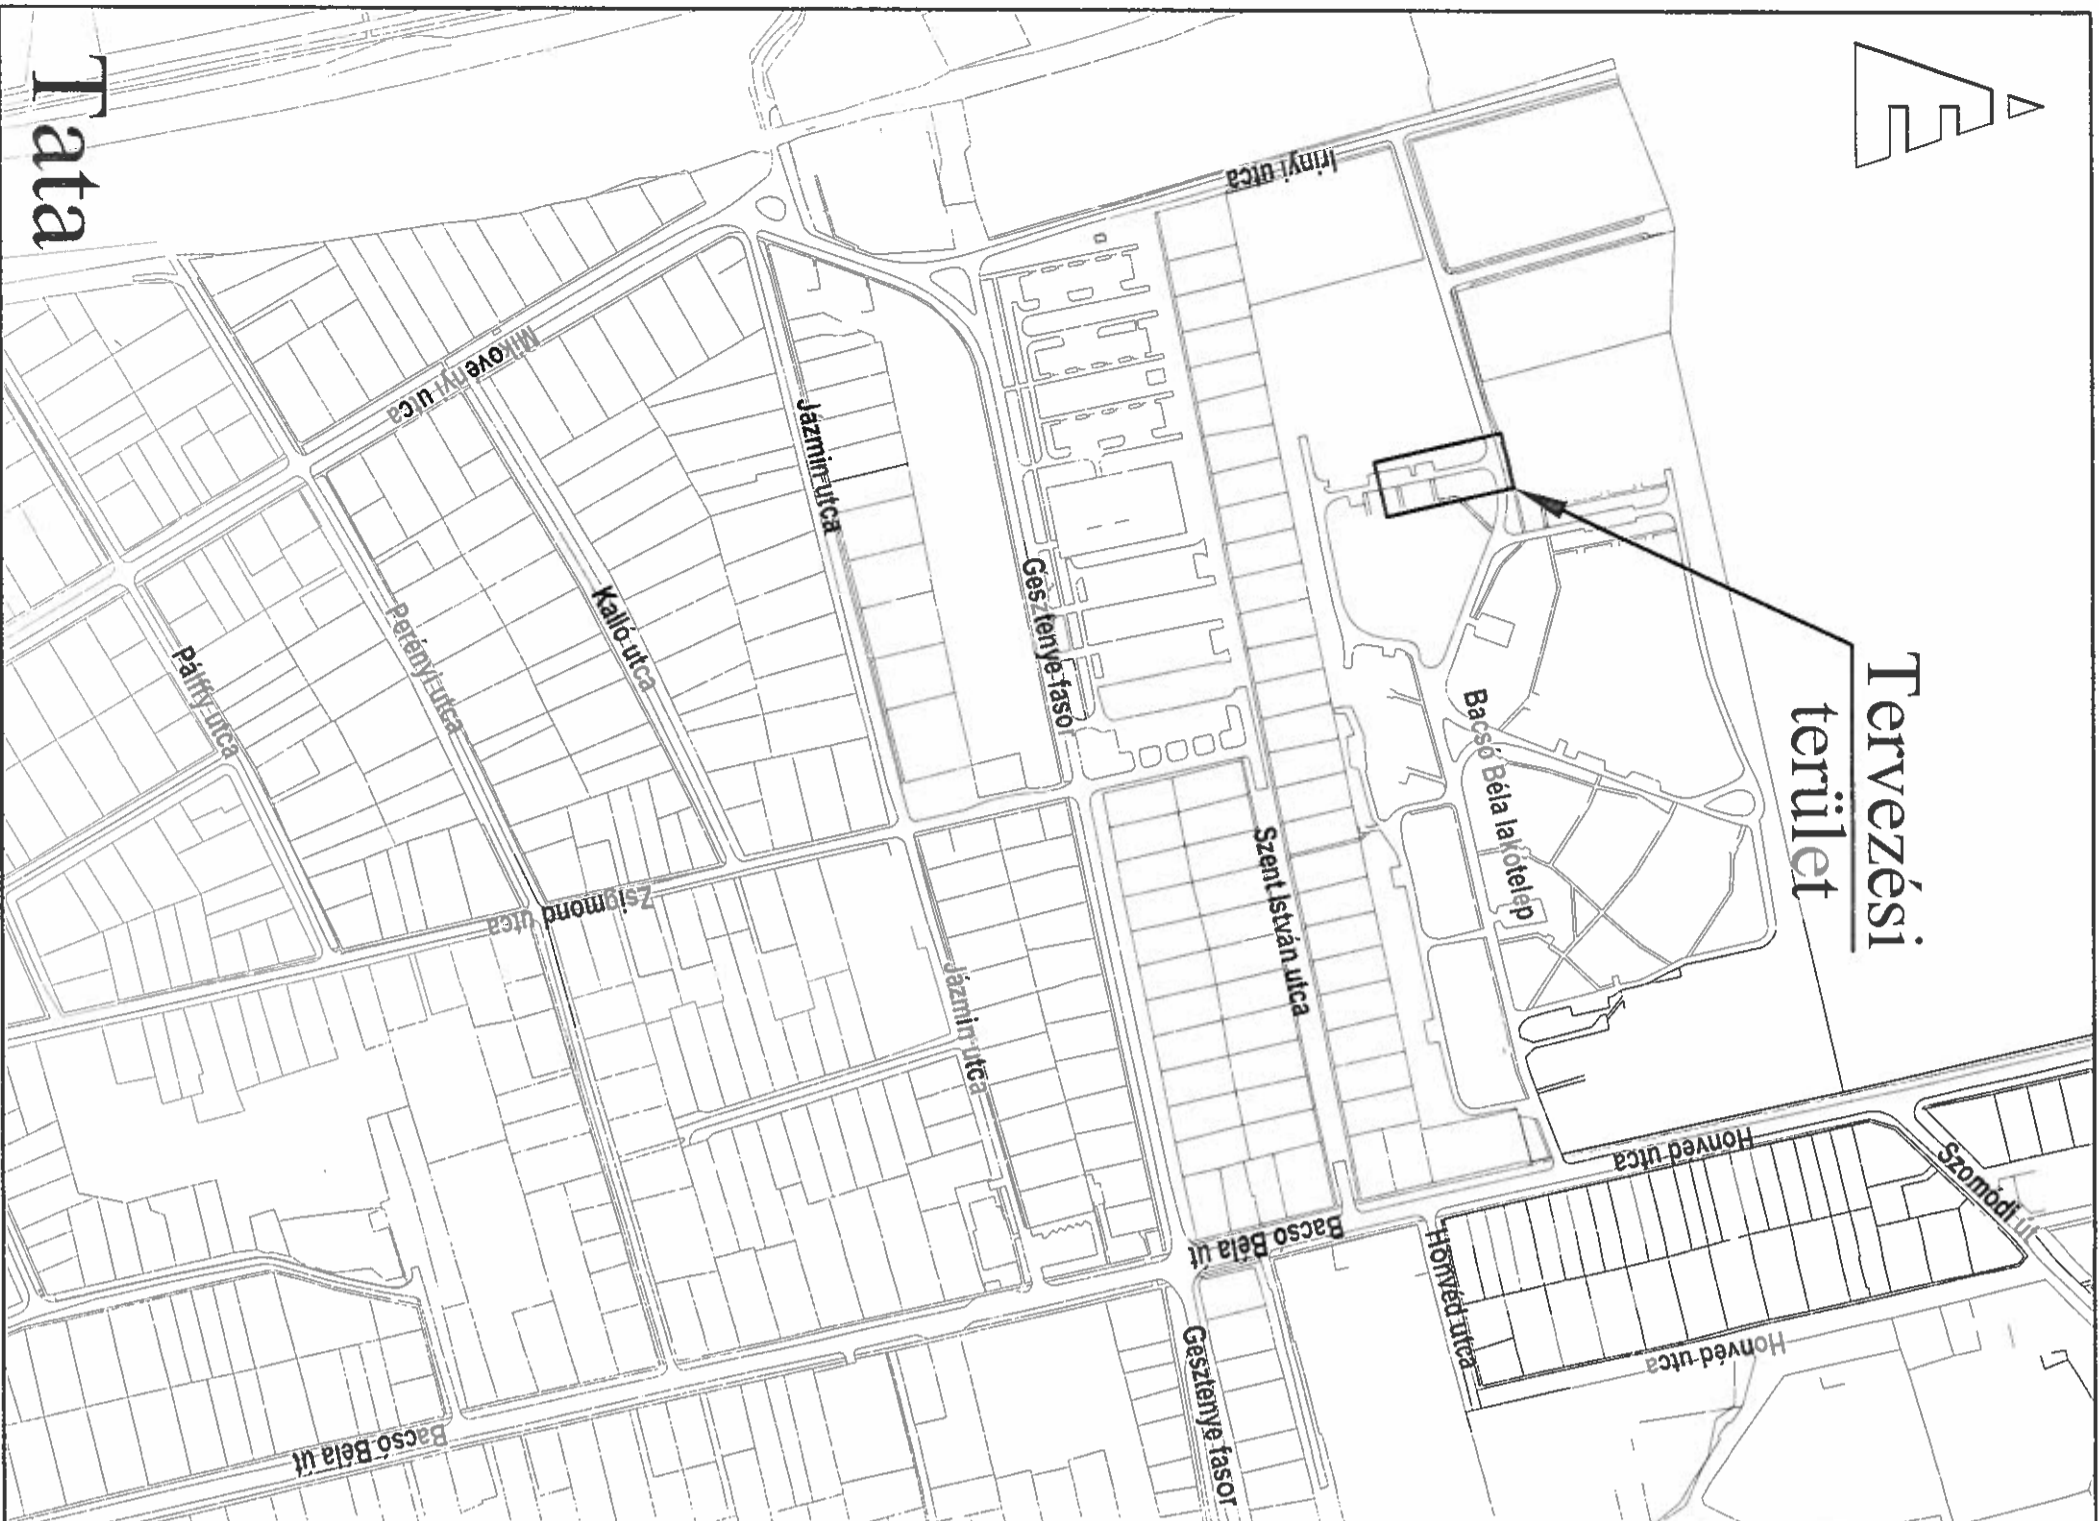 É
Tervezési
terület
Szomódi út
Honvéd utca
Honvéd utca
Honvéd utca
Bacsó Béla lakótelep
Irinyi utca
Szent István utca
Bacsó Béla út
Gesztenye fasor
Gesztenye fasor
Jázmin utca
Jázmin utca
Kalló utca
Mikovényi utca
Zsigmond utca
Perényi utca
Pálffy utca
Bacsó Béla út
Tata